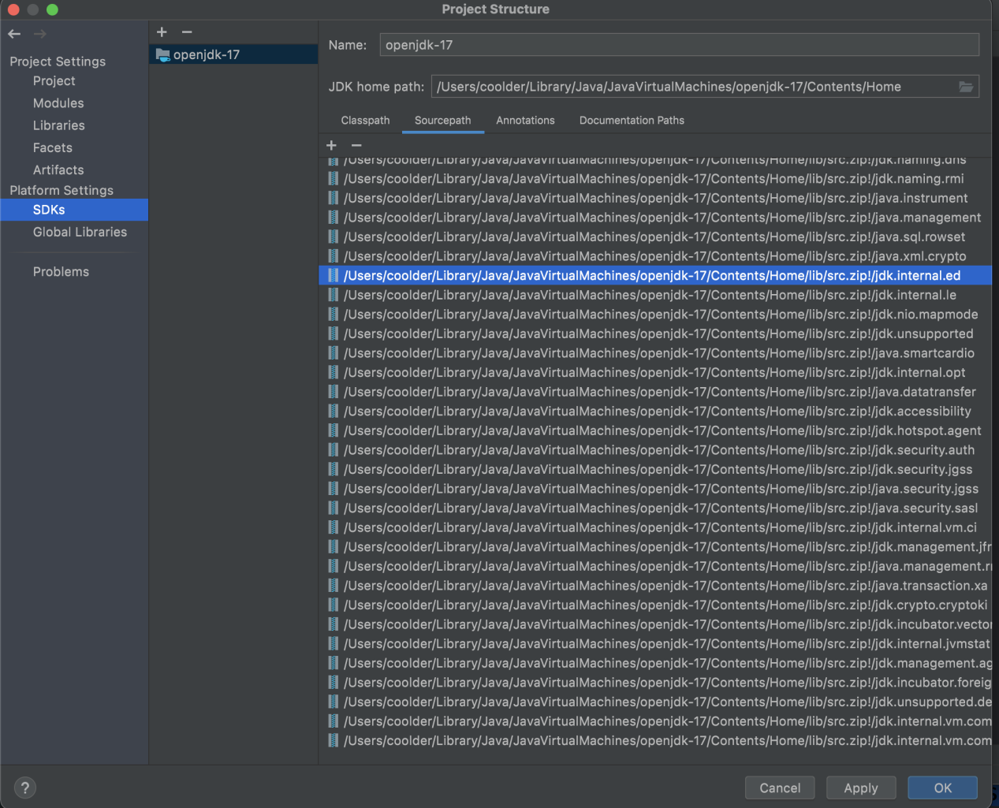 Project Structure
Project Settings
Project
Modules
Libraries
Facets
Artifacts
Platform Settings
SDKs
Global Libraries
Problems
openjdk-17
Name: openjdk-17
JDK home path: /Users/coolder/Library/Java/JavaVirtualMachines/openjdk-17/Contents/Home
Classpath Sourcepath Annotations Documentation Paths
/Users/coolder/Library/Java/JavaVirtualMachines/openjdk-17/Contents/Home/lib/src.zip!/jdk.naming.dns
/Users/coolder/Library/Java/JavaVirtualMachines/openjdk-17/Contents/Home/lib/src.zip!/jdk.naming.rmi
/Users/coolder/Library/Java/JavaVirtualMachines/openjdk-17/Contents/Home/lib/src.zip!/java.instrument
/Users/coolder/Library/Java/JavaVirtualMachines/openjdk-17/Contents/Home/lib/src.zip!/java.management
/Users/coolder/Library/Java/JavaVirtualMachines/openjdk-17/Contents/Home/lib/src.zip!/java.sql.rowset
/Users/coolder/Library/Java/JavaVirtualMachines/openjdk-17/Contents/Home/lib/src.zip!/java.xml.crypto
/Users/coolder/Library/Java/JavaVirtualMachines/openjdk-17/Contents/Home/lib/src.zip!/jdk.internal.ed
/Users/coolder/Library/Java/JavaVirtualMachines/openjdk-17/Contents/Home/lib/src.zip!/jdk.internal.le
/Users/coolder/Library/Java/JavaVirtualMachines/openjdk-17/Contents/Home/lib/src.zip!/jdk.nio.mapmode
/Users/coolder/Library/Java/JavaVirtualMachines/openjdk-17/Contents/Home/lib/src.zip!/jdk.unsupported
/Users/coolder/Library/Java/JavaVirtualMachines/openjdk-17/Contents/Home/lib/src.zip!/java.smartcardio
/Users/coolder/Library/Java/JavaVirtualMachines/openjdk-17/Contents/Home/lib/src.zip!/jdk.internal.opt
/Users/coolder/Library/Java/JavaVirtualMachines/openjdk-17/Contents/Home/lib/src.zip!/java.datatransfer
/Users/coolder/Library/Java/JavaVirtualMachines/openjdk-17/Contents/Home/lib/src.zip!/jdk.accessibility
/Users/coolder/Library/Java/JavaVirtualMachines/openjdk-17/Contents/Home/lib/src.zip!/jdk.hotspot.agent
/Users/coolder/Library/Java/JavaVirtualMachines/openjdk-17/Contents/Home/lib/src.zip!/jdk.security.auth
/Users/coolder/Library/Java/JavaVirtualMachines/openjdk-17/Contents/Home/lib/src.zip!/jdk.security.jgss
/Users/coolder/Library/Java/JavaVirtualMachines/openjdk-17/Contents/Home/lib/src.zip!/java.security.jgss
/Users/coolder/Library/Java/JavaVirtualMachines/openjdk-17/Contents/Home/lib/src.zip!/java.security.sasl
/Users/coolder/Library/Java/JavaVirtualMachines/openjdk-17/Contents/Home/lib/src.zip!/jdk.internal.vm.ci
/Users/coolder/Library/Java/JavaVirtualMachines/openjdk-17/Contents/Home/lib/src.zip!/jdk.management.jfr
/Users/coolder/Library/Java/JavaVirtualMachines/openjdk-17/Contents/Home/lib/src.zip!/java.management.r
/Users/coolder/Library/Java/JavaVirtualMachines/openjdk-17/Contents/Home/lib/src.zip!/java.transaction.xa
/Users/coolder/Library/Java/JavaVirtualMachines/openjdk-17/Contents/Home/lib/src.zip!/jdk.crypto.cryptoki
/Users/coolder/Library/Java/JavaVirtualMachines/openjdk-17/Contents/Home/lib/src.zip!/jdk.incubator.vector
/Users/coolder/Library/Java/JavaVirtualMachines/openjdk-17/Contents/Home/lib/src.zip!/jdk.internal.jvmstat
/Users/coolder/Library/Java/JavaVirtualMachines/openjdk-17/Contents/Home/lib/src.zip!/jdk.management.ag
/Users/coolder/Library/Java/JavaVirtualMachines/openjdk-17/Contents/Home/lib/src.zip!/jdk.incubator.foreig
/Users/coolder/Library/Java/JavaVirtualMachines/openjdk-17/Contents/Home/lib/src.zip!/jdk.unsupported.de
/Users/coolder/Library/Java/JavaVirtualMachines/openjdk-17/Contents/Home/lib/src.zip!/jdk.internal.vm.com
/Users/coolder/Library/Java/JavaVirtualMachines/openjdk-17/Contents/Home/lib/src.zip!/jdk.internal.vm.com
? Cancel Apply OK